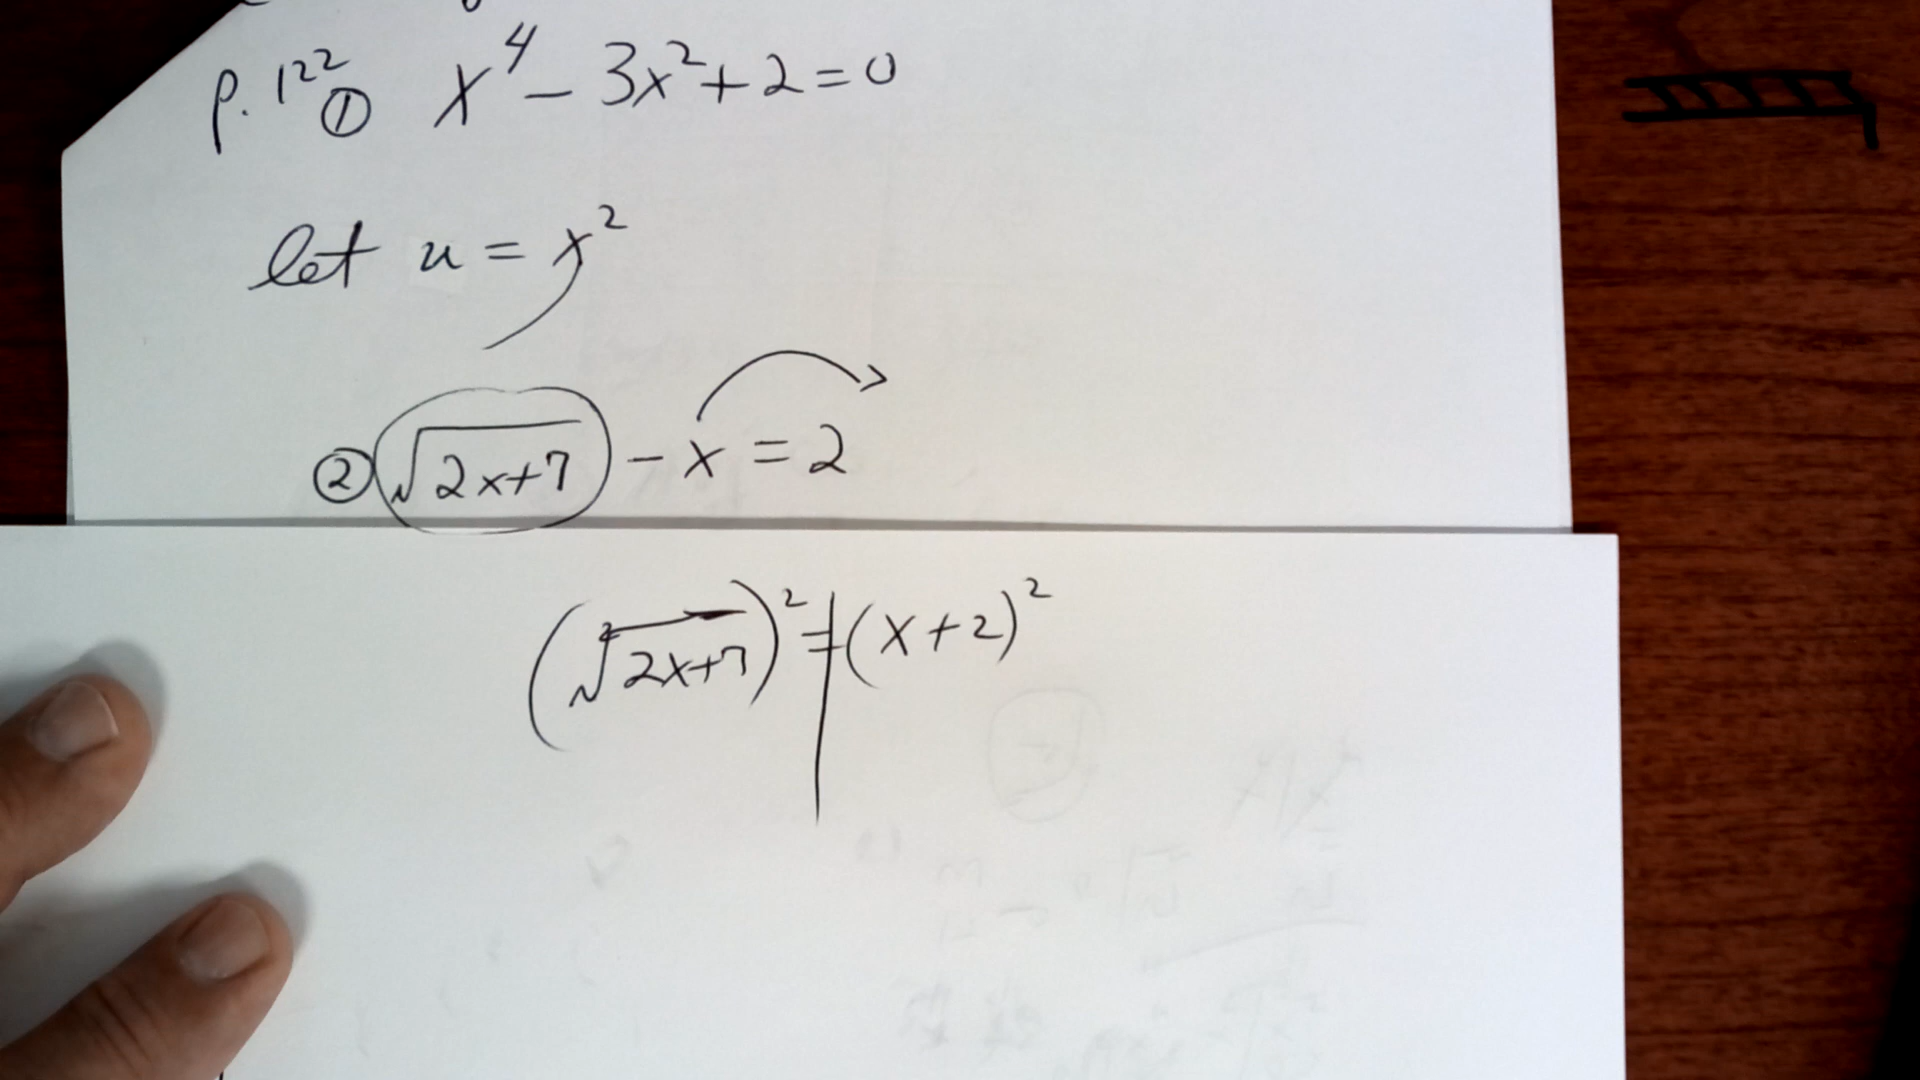 p. 122 ① x⁴ - 3x² + 2 = 0
let u = x²
② √(2x+7) - x = 2
(√(2x+7))² = (x+2)²